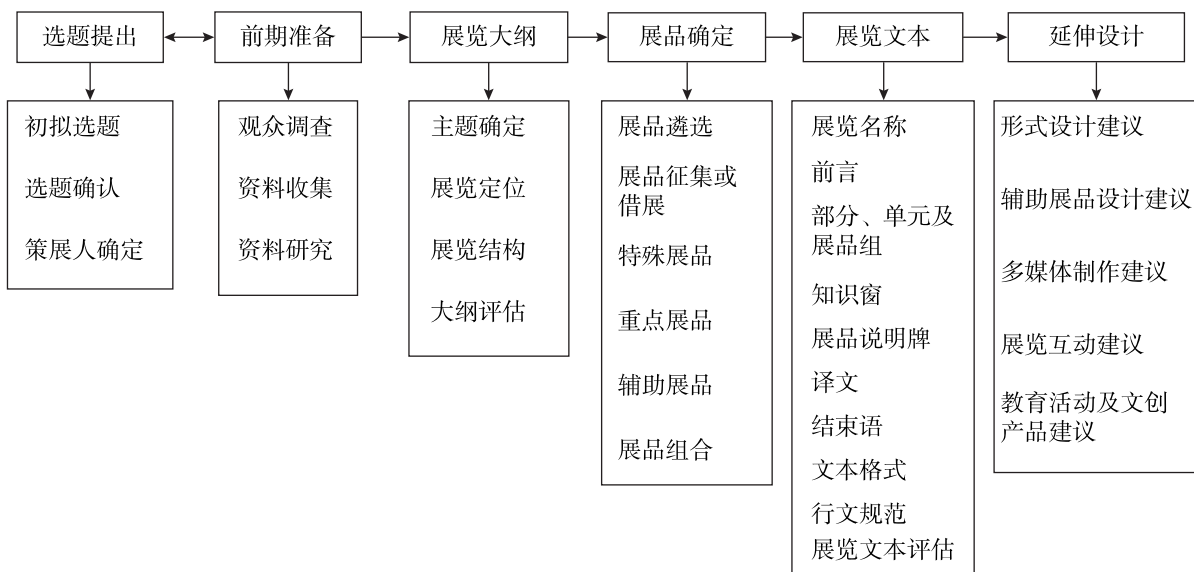 选题提出
前期准备
展览大纲
展品确定
展览文本
延伸设计
初拟选题
选题确认
策展人确定
观众调查
资料收集
资料研究
主题确定
展览定位
展览结构
大纲评估
展品遴选
展品征集或
借展
特殊展品
重点展品
辅助展品
展品组合
展览名称
前言
部分、单元及
展品组
知识窗
展品说明牌
译文
结束语
文本格式
行文规范
展览文本评估
形式设计建议
辅助展品设计建议
多媒体制作建议
展览互动建议
教育活动及文创
产品建议